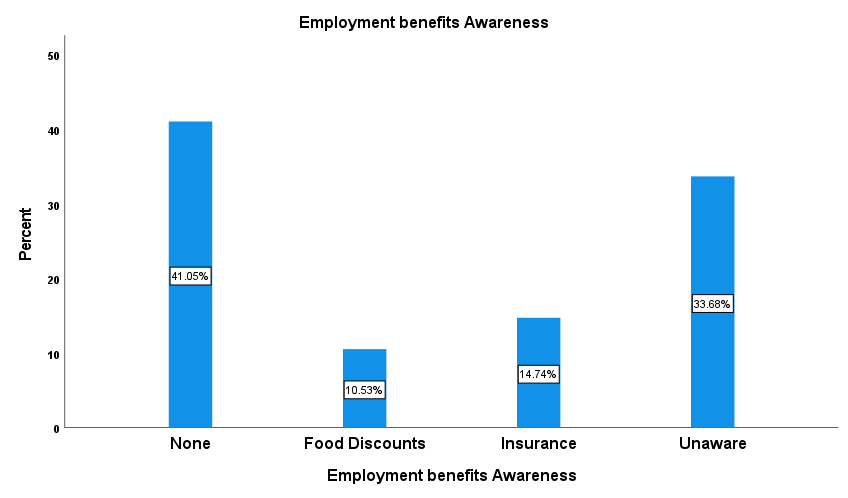 Employment benefits Awareness
50
40
30
20
10
0
Percent
41.05%
10.53%
14.74%
33.68%
None
Food Discounts
Insurance
Unaware
Employment benefits Awareness